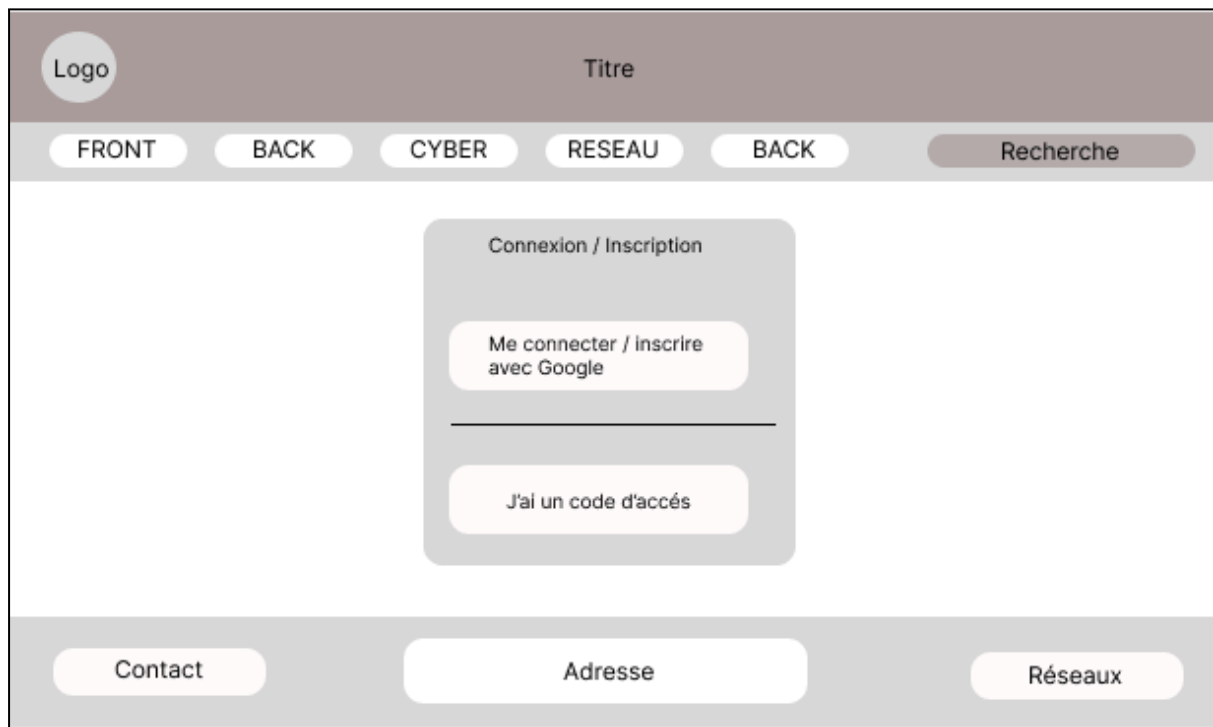 Logo
Titre
FRONT
BACK
CYBER
RESEAU
BACK
Recherche
Connexion / Inscription
Me connecter / inscrire
avec Google
J'ai un code d'accés
Contact
Adresse
Réseaux